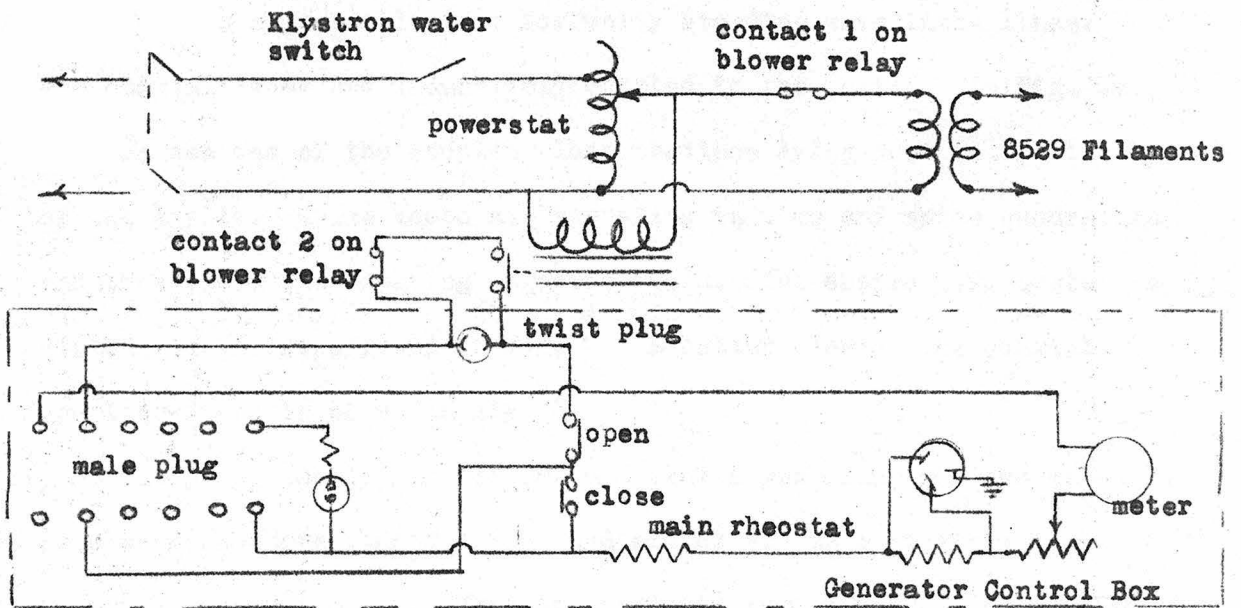 Klystron water
switch
contact 1 on
blower relay
powerstat
8529 Filaments
contact 2 on
blower relay
twist plug
open
male plug
close
main rheostat
meter
Generator Control Box